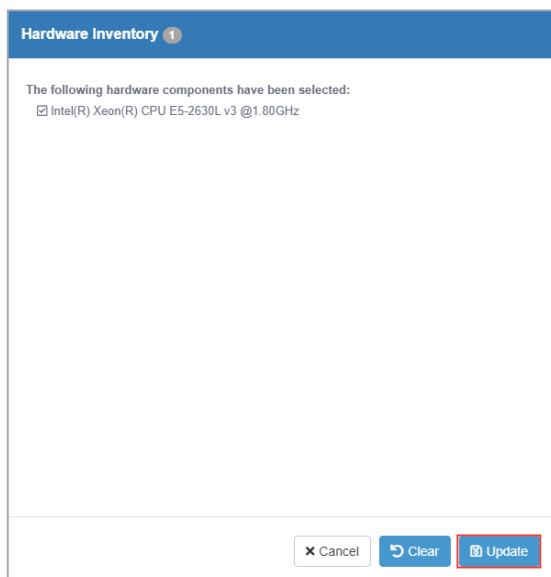 Hardware Inventory 1
The following hardware components have been selected:
Intel(R) Xeon(R) CPU E5-2630L v3 @1.80GHz
Cancel Clear Update